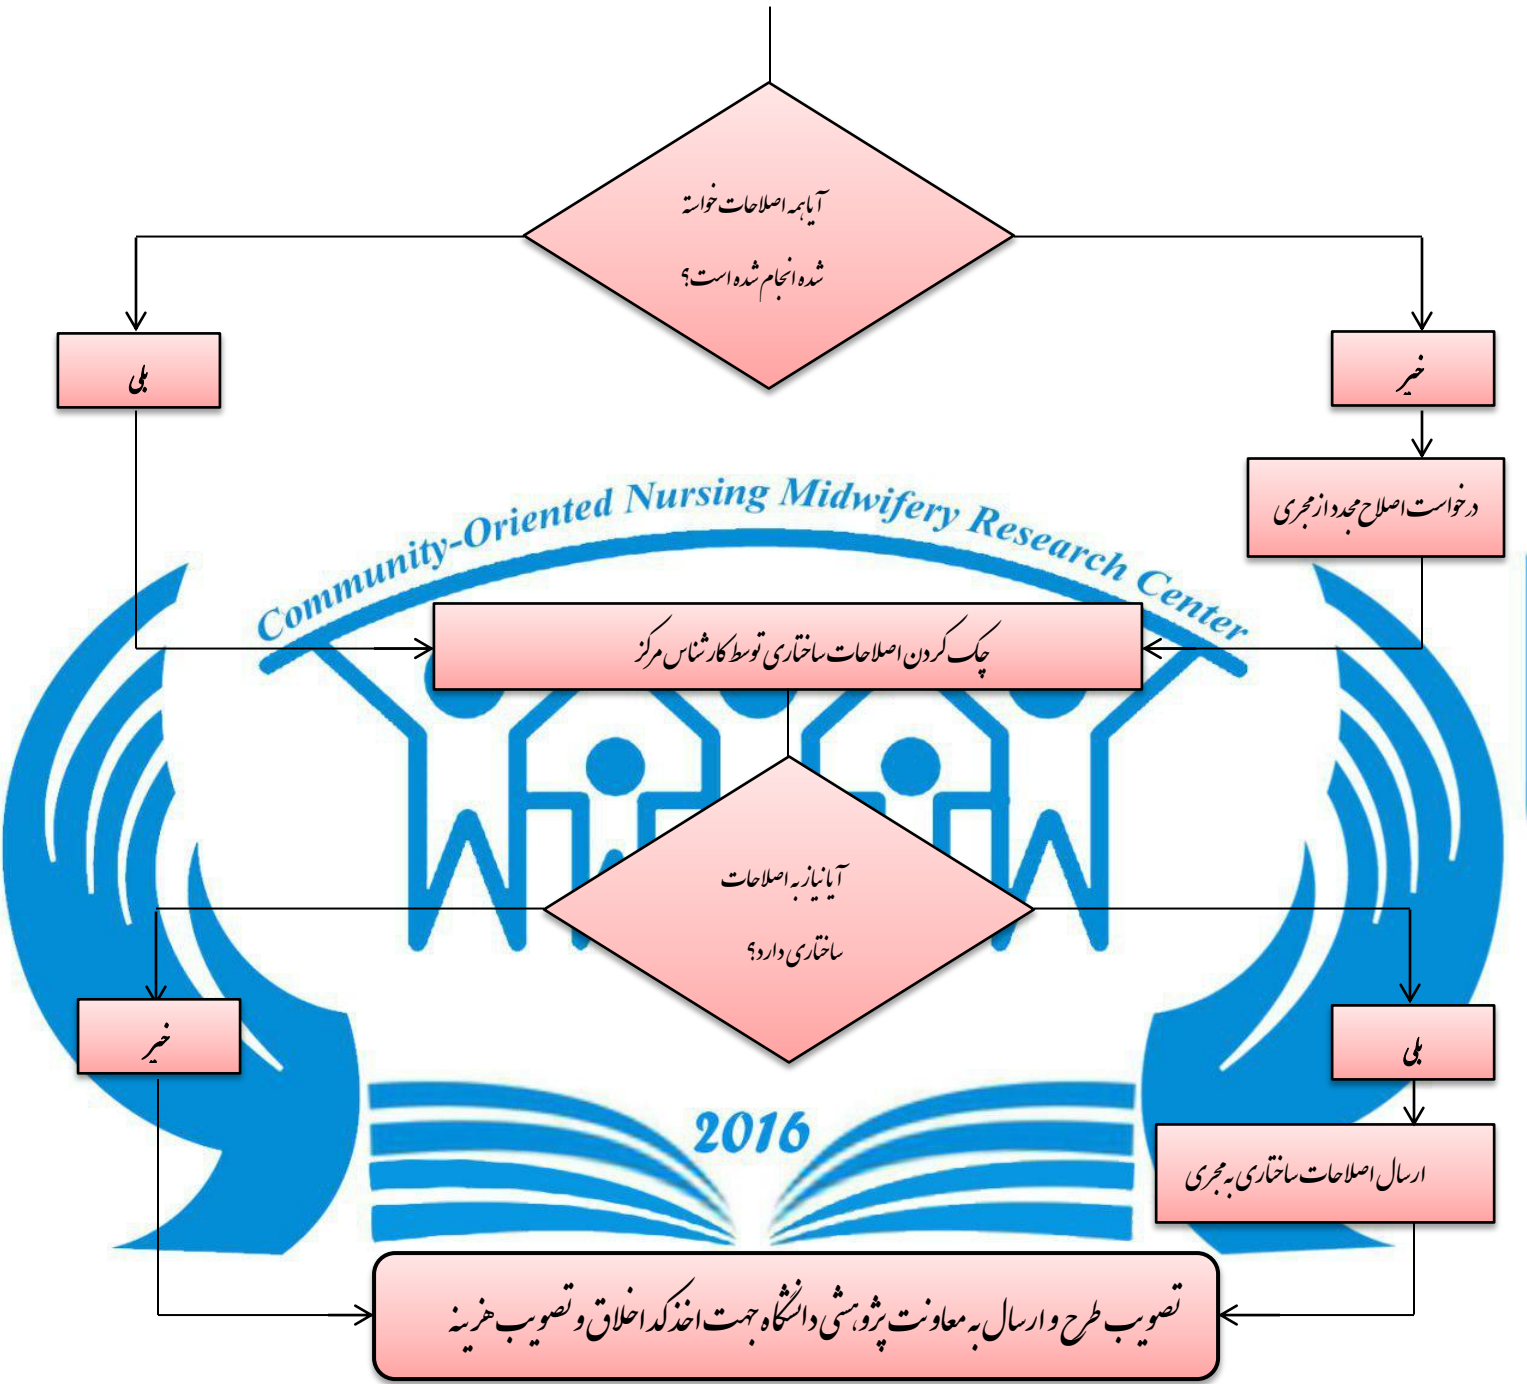 آیا همه اصلاحات خواسته
شده انجام شده است؟
خیر
بلی
درخواست اصلاح مجدد از مجری
Community-Oriented Nursing Midwifery Research Center
چک کردن اصلاحات ساختاری توسط کارشناس مرکز
آیا نیاز به اصلاحات
ساختاری دارد؟
بلی
خیر
2016
ارسال اصلاحات ساختاری به مجری
تصویب طرح و ارسال به معاونت پژوهشی دانشگاه جهت اخذ کد اخلاق و تصویب هزینه